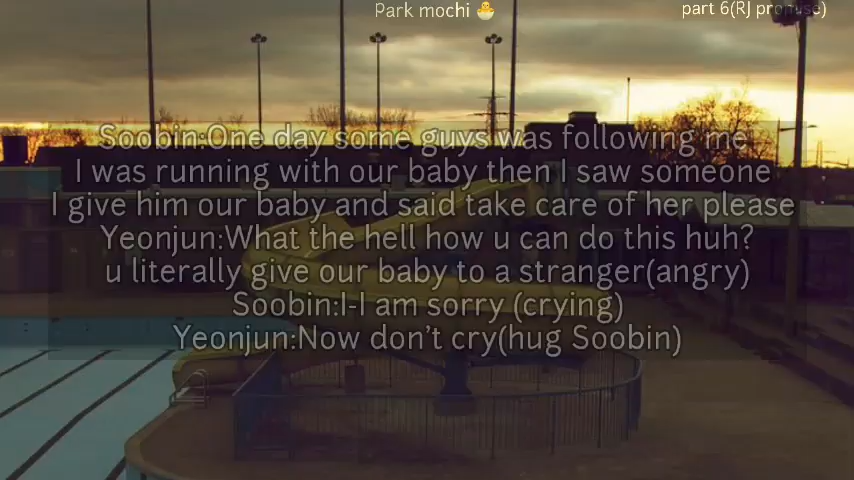 Park mochi 🐣
part 6(RJ promise)
Soobin:One day some guys was following me
I was running with our baby then I saw someone
I give him our baby and said take care of her please
Yeonjun:What the hell how u can do this huh?
u literally give our baby to a stranger(angry)
Soobin:I-I am sorry (crying)
Yeonjun:Now don't cry(hug Soobin)